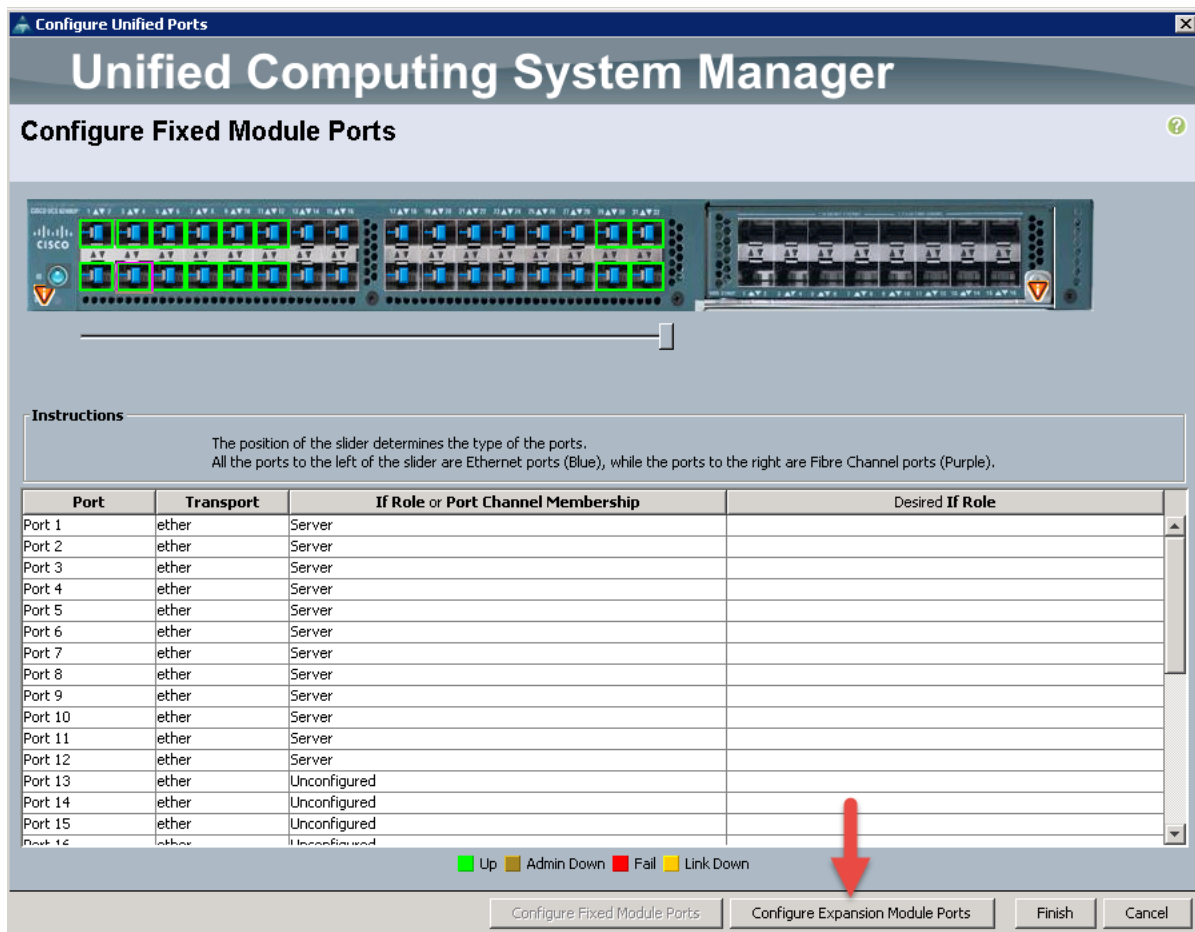 Configure Unified Ports
Unified Computing System Manager
Configure Fixed Module Ports
CISCO
Instructions
The position of the slider determines the type of the ports.
All the ports to the left of the slider are Ethernet ports (Blue), while the ports to the right are Fibre Channel ports (Purple).
Port Transport If Role or Port Channel Membership Desired If Role
Port 1 ether Server
Port 2 ether Server
Port 3 ether Server
Port 4 ether Server
Port 5 ether Server
Port 6 ether Server
Port 7 ether Server
Port 8 ether Server
Port 9 ether Server
Port 10 ether Server
Port 11 ether Server
Port 12 ether Server
Port 13 ether Unconfigured
Port 14 ether Unconfigured
Port 15 ether Unconfigured
Port 16 ether Unconfigured
Up Admin Down Fail Link Down
Configure Fixed Module Ports Configure Expansion Module Ports Finish Cancel